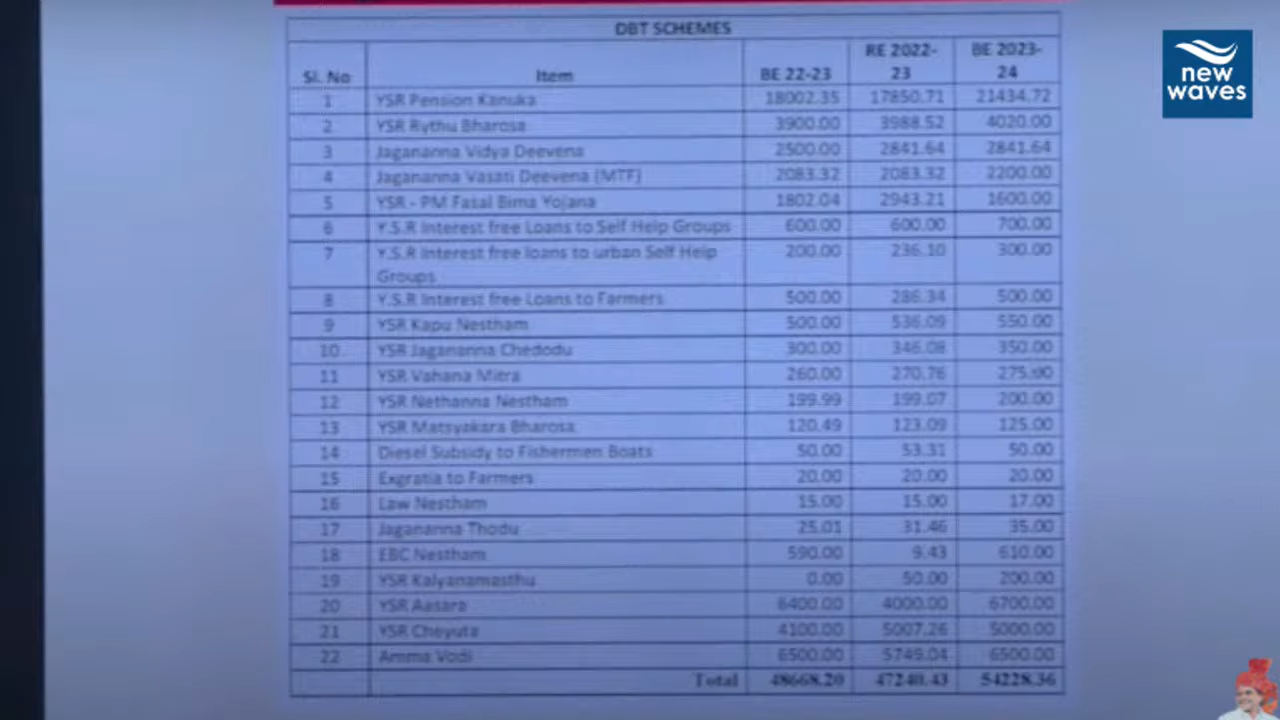 DBT SCHEMES
Sl. No Item BE 22-23 RE 2022-23 BE 2023-24
1 YSR Pension Kanuka 18002.35 17850.71 21434.72
2 YSR Rythu Bharosa 3900.00 3988.52 4020.00
3 Jagananna Vidya Deevena 2500.00 2841.64 2841.64
4 Jagananna Vasati Deevena (MTF) 2083.32 2083.32 2200.00
5 YSR - PM Fasal Bima Yojana 1802.04 2943.21 1600.00
6 Y.S.R Interest free Loans to Self Help Groups 600.00 600.00 700.00
7 Y.S.R Interest free loans to urban Self Help Groups 200.00 236.10 300.00
8 Y.S.R Interest free Loans to Farmers 500.00 286.34 500.00
9 YSR Kapu Nestham 500.00 536.09 550.00
10 YSR Jagananna Chedodu 300.00 346.08 350.00
11 YSR Vahana Mitra 260.00 270.76 275.00
12 YSR Nethanna Nestham 199.99 199.07 200.00
13 YSR Matsyakara Bharosa 120.49 123.09 125.00
14 Diesel Subsidy to Fishermen Boats 50.00 53.31 50.00
15 Exgratia to Farmers 20.00 20.00 20.00
16 Law Nestham 15.00 15.00 17.00
17 Jagananna Thodu 25.01 31.46 35.00
18 EBC Nestham 590.00 9.43 610.00
19 YSR Kalyanamasthu 0.00 50.00 200.00
20 YSR Aasara 6400.00 4000.00 6700.00
21 YSR Cheyuta 4100.00 5007.26 5000.00
22 Amma Vodi 6500.00 5749.04 6500.00
Total 48668.20 47240.43 54228.36
new
waves